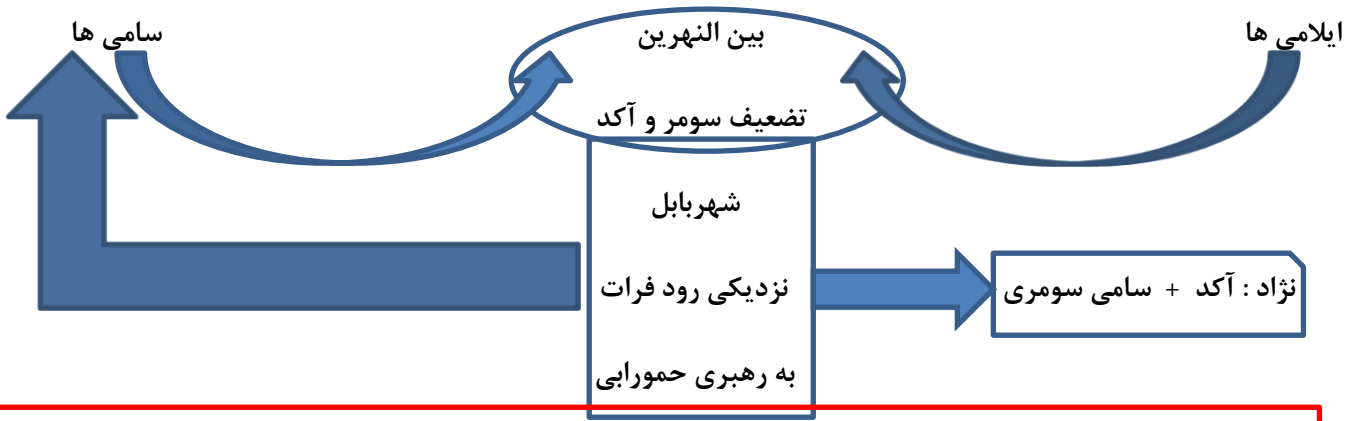 ایلامی ها
بین النهرین
سامی ها
تضعیف سومر و آکد
شهربابل
نزدیکی رود فرات
نژاد : آکد + سامی سومری
به رهبری حمورابی